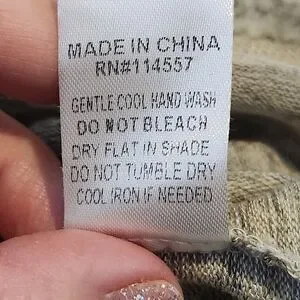 MADE IN CHINA
RN#114557
GENTLE COOL HAND WASH
DO NOT BLEACH
DRY FLAT IN SHADE
DO NOT TUMBLE DRY
COOL IRON IF NEEDED